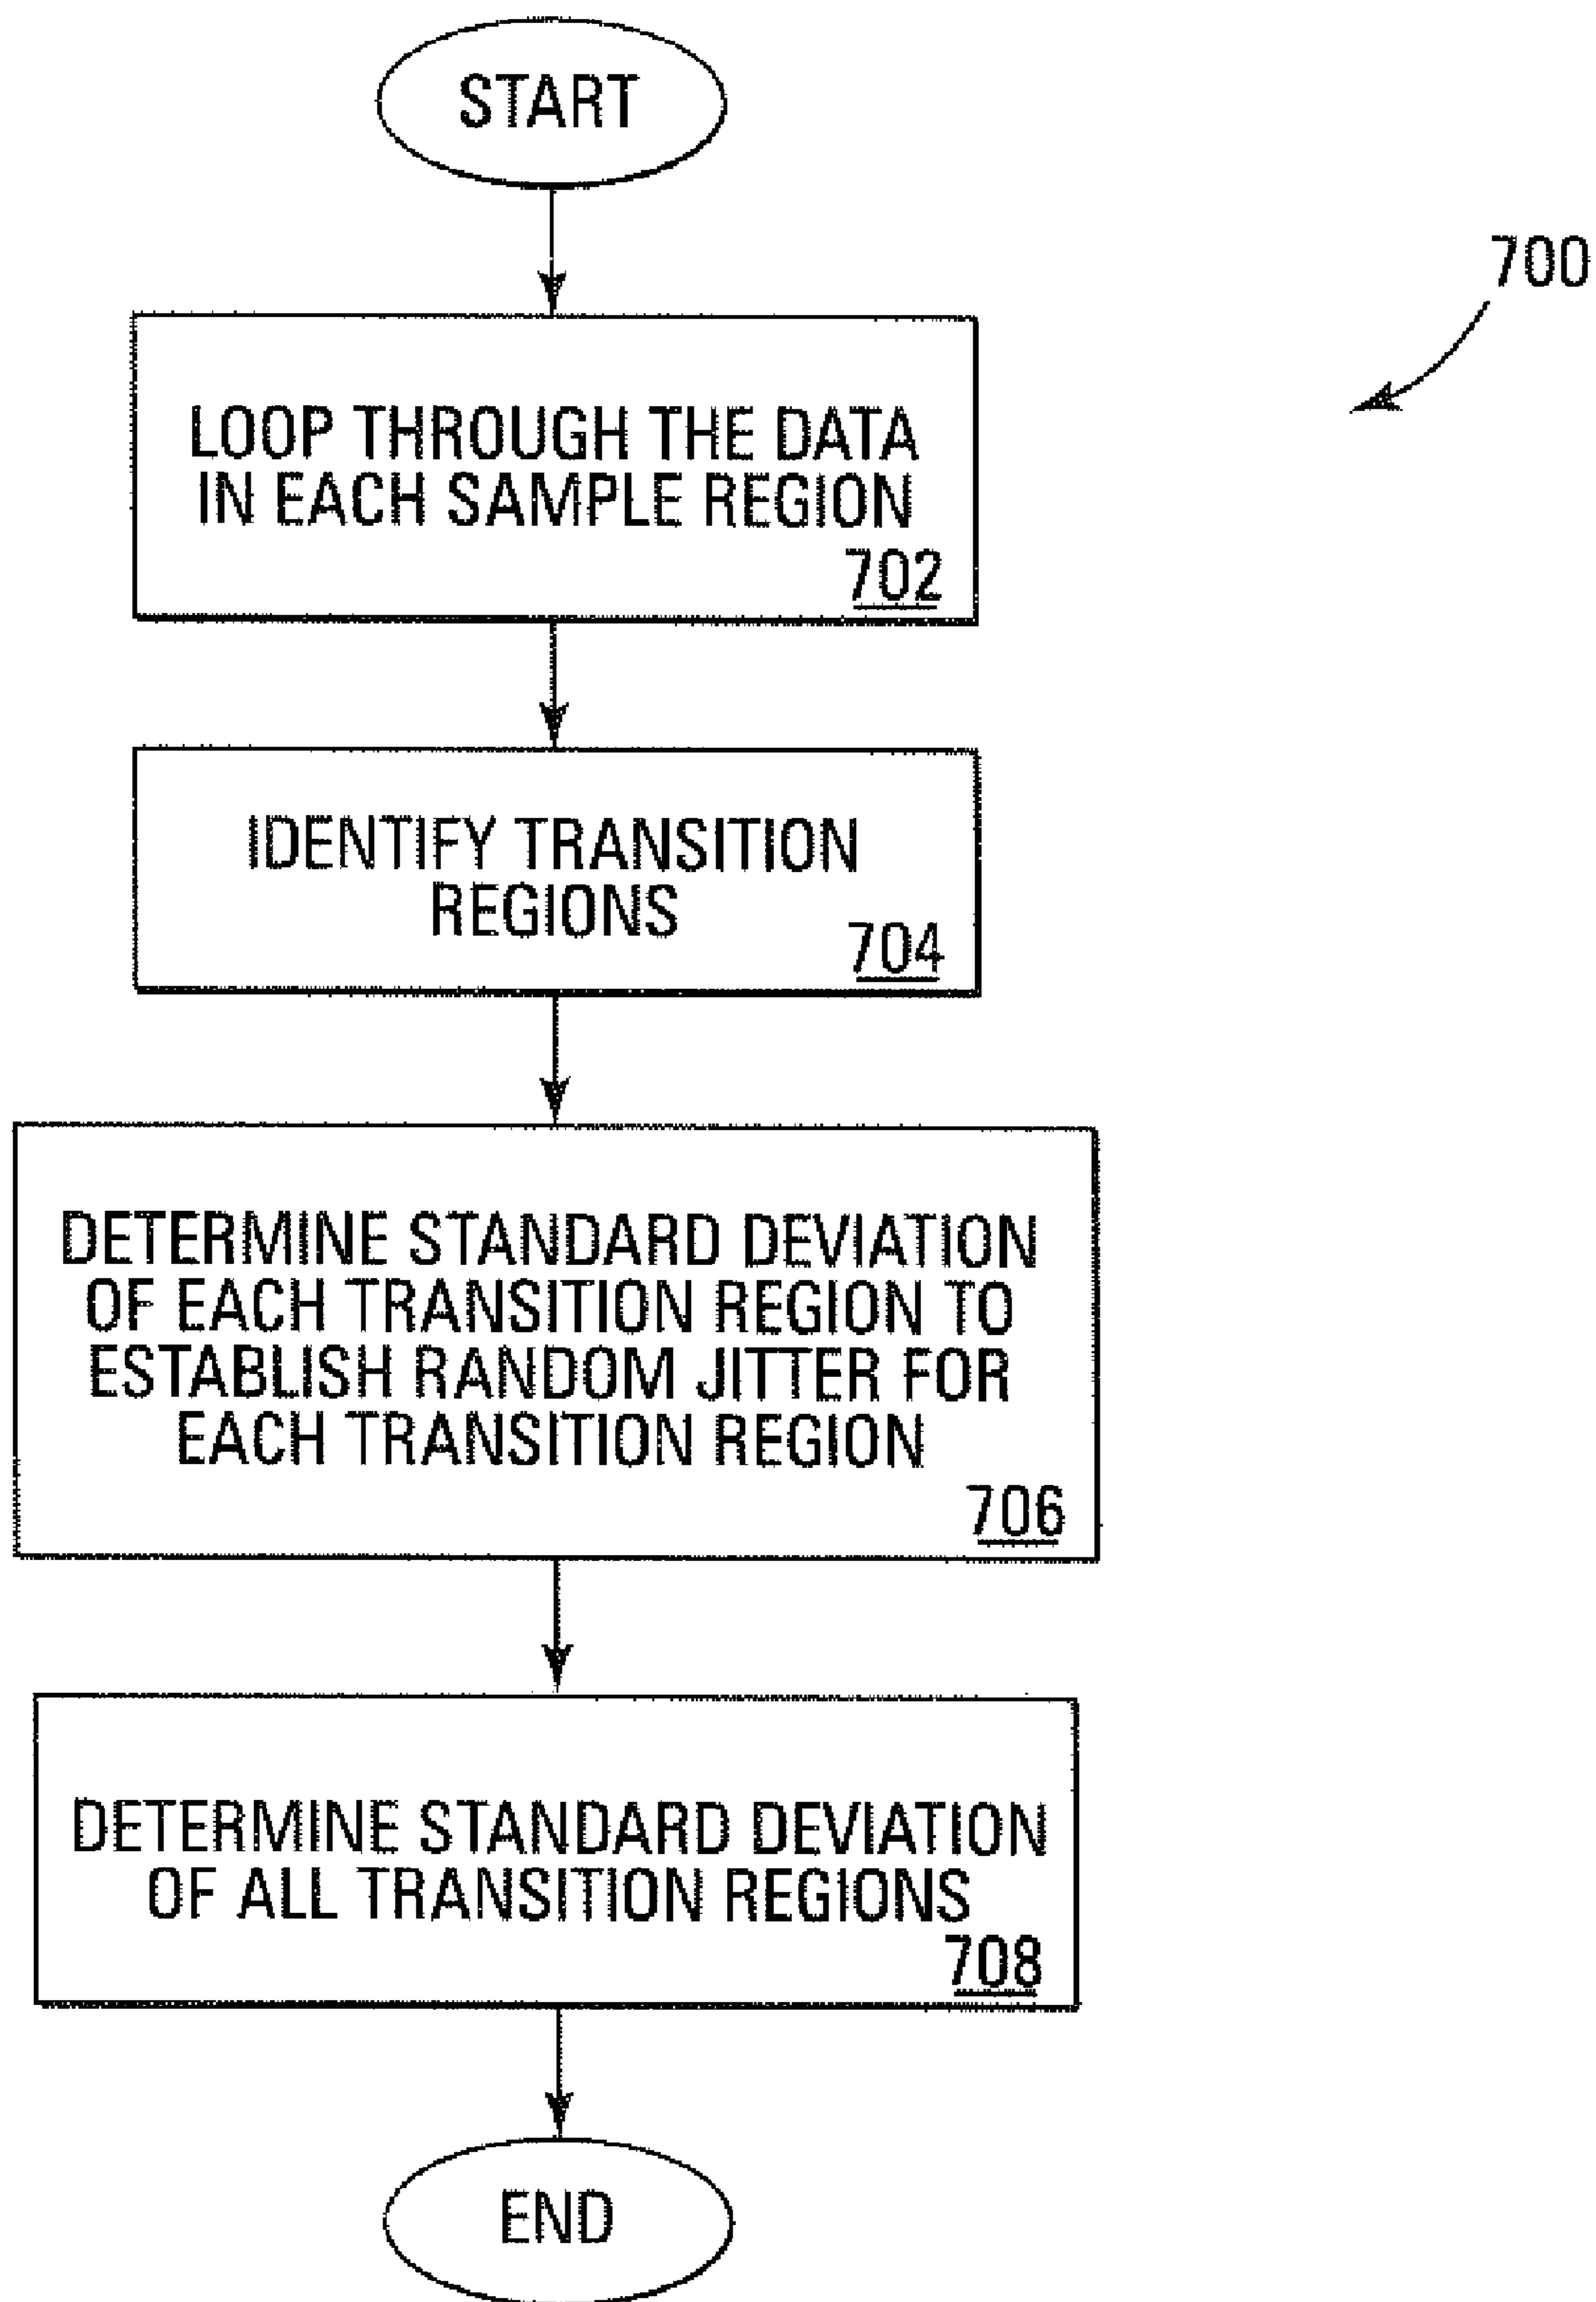 START
700
LOOP THROUGH THE DATA
IN EACH SAMPLE REGION
702
IDENTIFY TRANSITION
REGIONS
704
DETERMINE STANDARD DEVIATION
OF EACH TRANSITION REGION TO
ESTABLISH RANDOM JITTER FOR
EACH TRANSITION REGION
706
DETERMINE STANDARD DEVIATION
OF ALL TRANSITION REGIONS
708
END